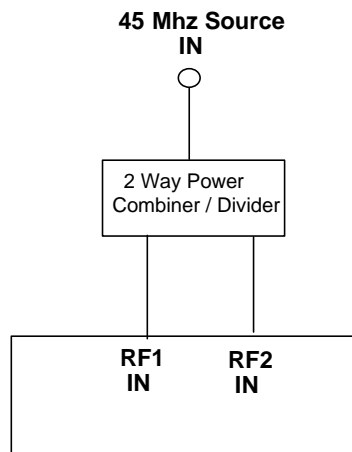 45 Mhz Source
IN
2 Way Power
Combiner / Divider
RF1 RF2
IN IN